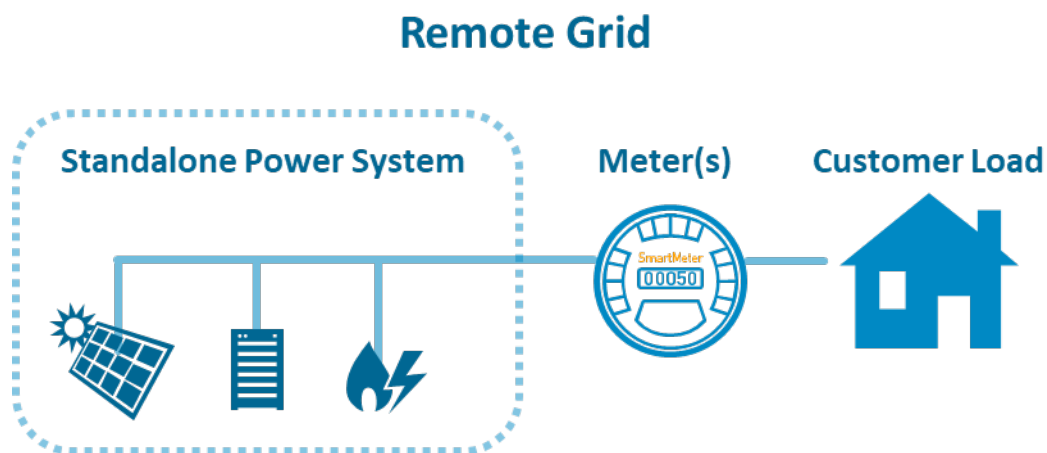 Remote Grid
Standalone Power System
Meter(s)
Customer Load
SmartMeter
00050